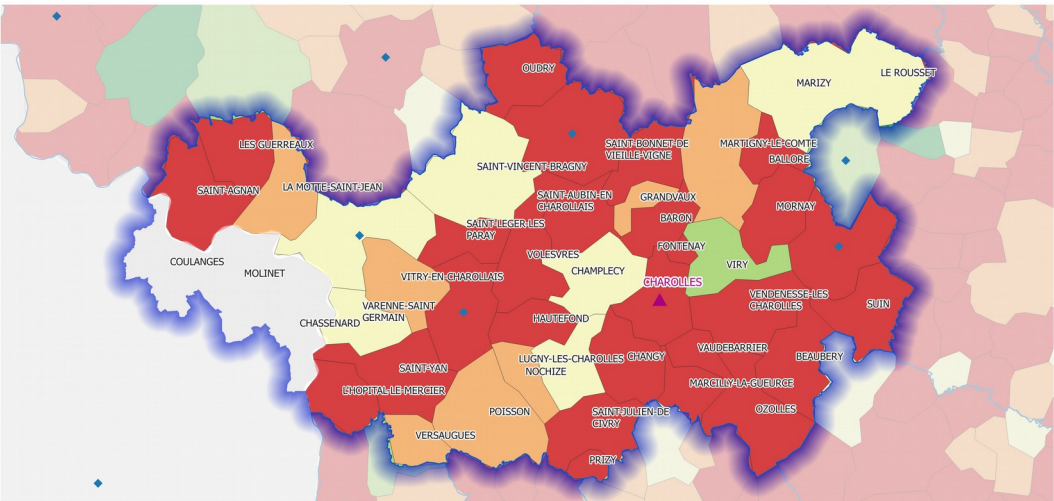 OUDRY
LE ROUSSET
MARIZY
LES GUERREAUX
SAINT-BONNET-DE
VIEILLE-VIGNE
MARTIGNY-LE-COMTE
BALLORE
SAINT-VINCENT-BRAGNY
LA MOTTE-SAINT-JEAN
SAINT-AGNAN
SAINT-AUBIN-EN
CHAROLLAIS
GRANDVAUX
MORNAY
BARON
SAINT-LEGER-LES
PARAY
FONTENAY
VOLESVRES
COULANGES
MOLINET
VITRY-EN-CHAROLLAIS
CHAMPLECY
VIRY
CHAROLLES
VENDENESSE-LES
CHAROLLES
SUIN
VARENNE-SAINT
GERMAIN
CHASSENARD
HAUTEFOND
VAUDEBARRIER
BEAUBERY
LUGNY-LES-CHAROLLES
CHANGY
NOCHIZE
SAINT-YAN
MARCILLY-LA-GUEURCE
L'HOPITAL-LE-MERCIER
POISSON
SAINT-JULIEN-DE
CIVRY
OZOLLES
VERSAUGUES
PRIZY